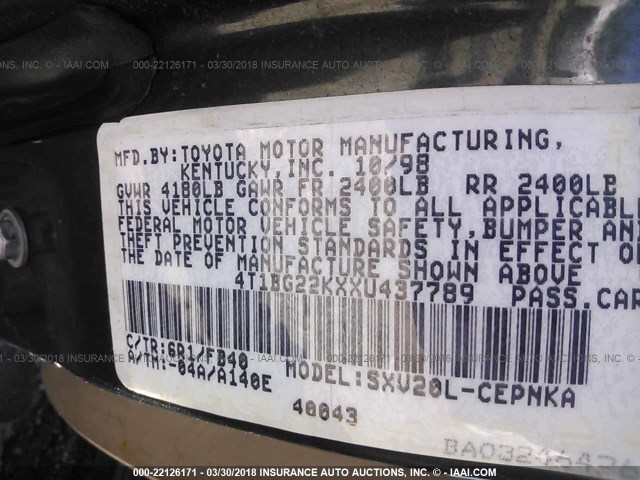 000-22126171 - 03/30/2018 - INSURANCE AUTO AUCTIONS, INC. - © IAAI.COM
MFD.BY:TOYOTA MOTOR MANUFACTURING,
KENTUCKY,INC. 10/98
GVWR 4180LB GAWR FR 2400LB RR 2400LB
THIS VEHICLE CONFORMS TO ALL APPLICABLE
FEDERAL MOTOR VEHICLE SAFETY,BUMPER AND
THEFT PREVENTION STANDARDS IN EFFECT
THE DATE OF MANUFACTURE SHOWN ABOVE
4T1BG22KXXU437789 PASS.CAR
C/TR:6P1/FB40
A/TM:-04A/A140E MODEL:SXV20L-CEPNKA
40043
000-22126171 - 03/30/2018 - INSURANCE AUTO AUCTIONS, INC. - © IAAI.COM